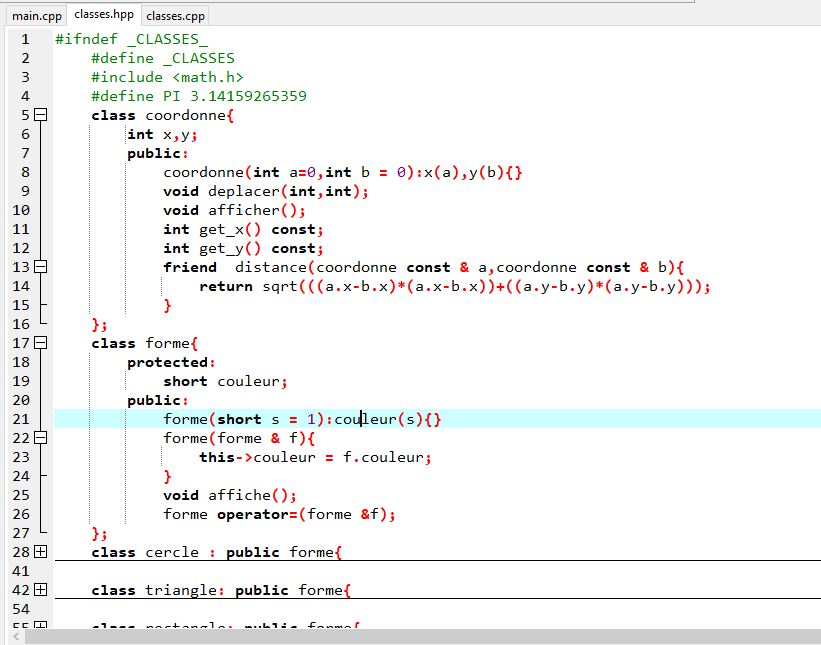 main.cpp classes.hpp classes.cpp
1 #ifndef _CLASSES_
2 #define _CLASSES
3 #include <math.h>
4 #define PI 3.14159265359
5 class coordonne{
6 int x,y;
7 public:
8 coordonne(int a=0,int b = 0):x(a),y(b){}
9 void deplacer(int,int);
10 void afficher();
11 int get_x() const;
12 int get_y() const;
13 friend  distance(coordonne const & a,coordonne const & b){
14 return sqrt(((a.x-b.x)*(a.x-b.x))+((a.y-b.y)*(a.y-b.y)));
15 }
16 };
17 class forme{
18 protected:
19 short couleur;
20 public:
21 forme(short s = 1):couleur(s){}
22 forme(forme & f){
23 this->couleur = f.couleur;
24 }
25 void affiche();
26 forme operator=(forme &f);
27 };
28 class cercle : public forme{
41
42 class triangle: public forme{
54
55 class rectangle: public forme{